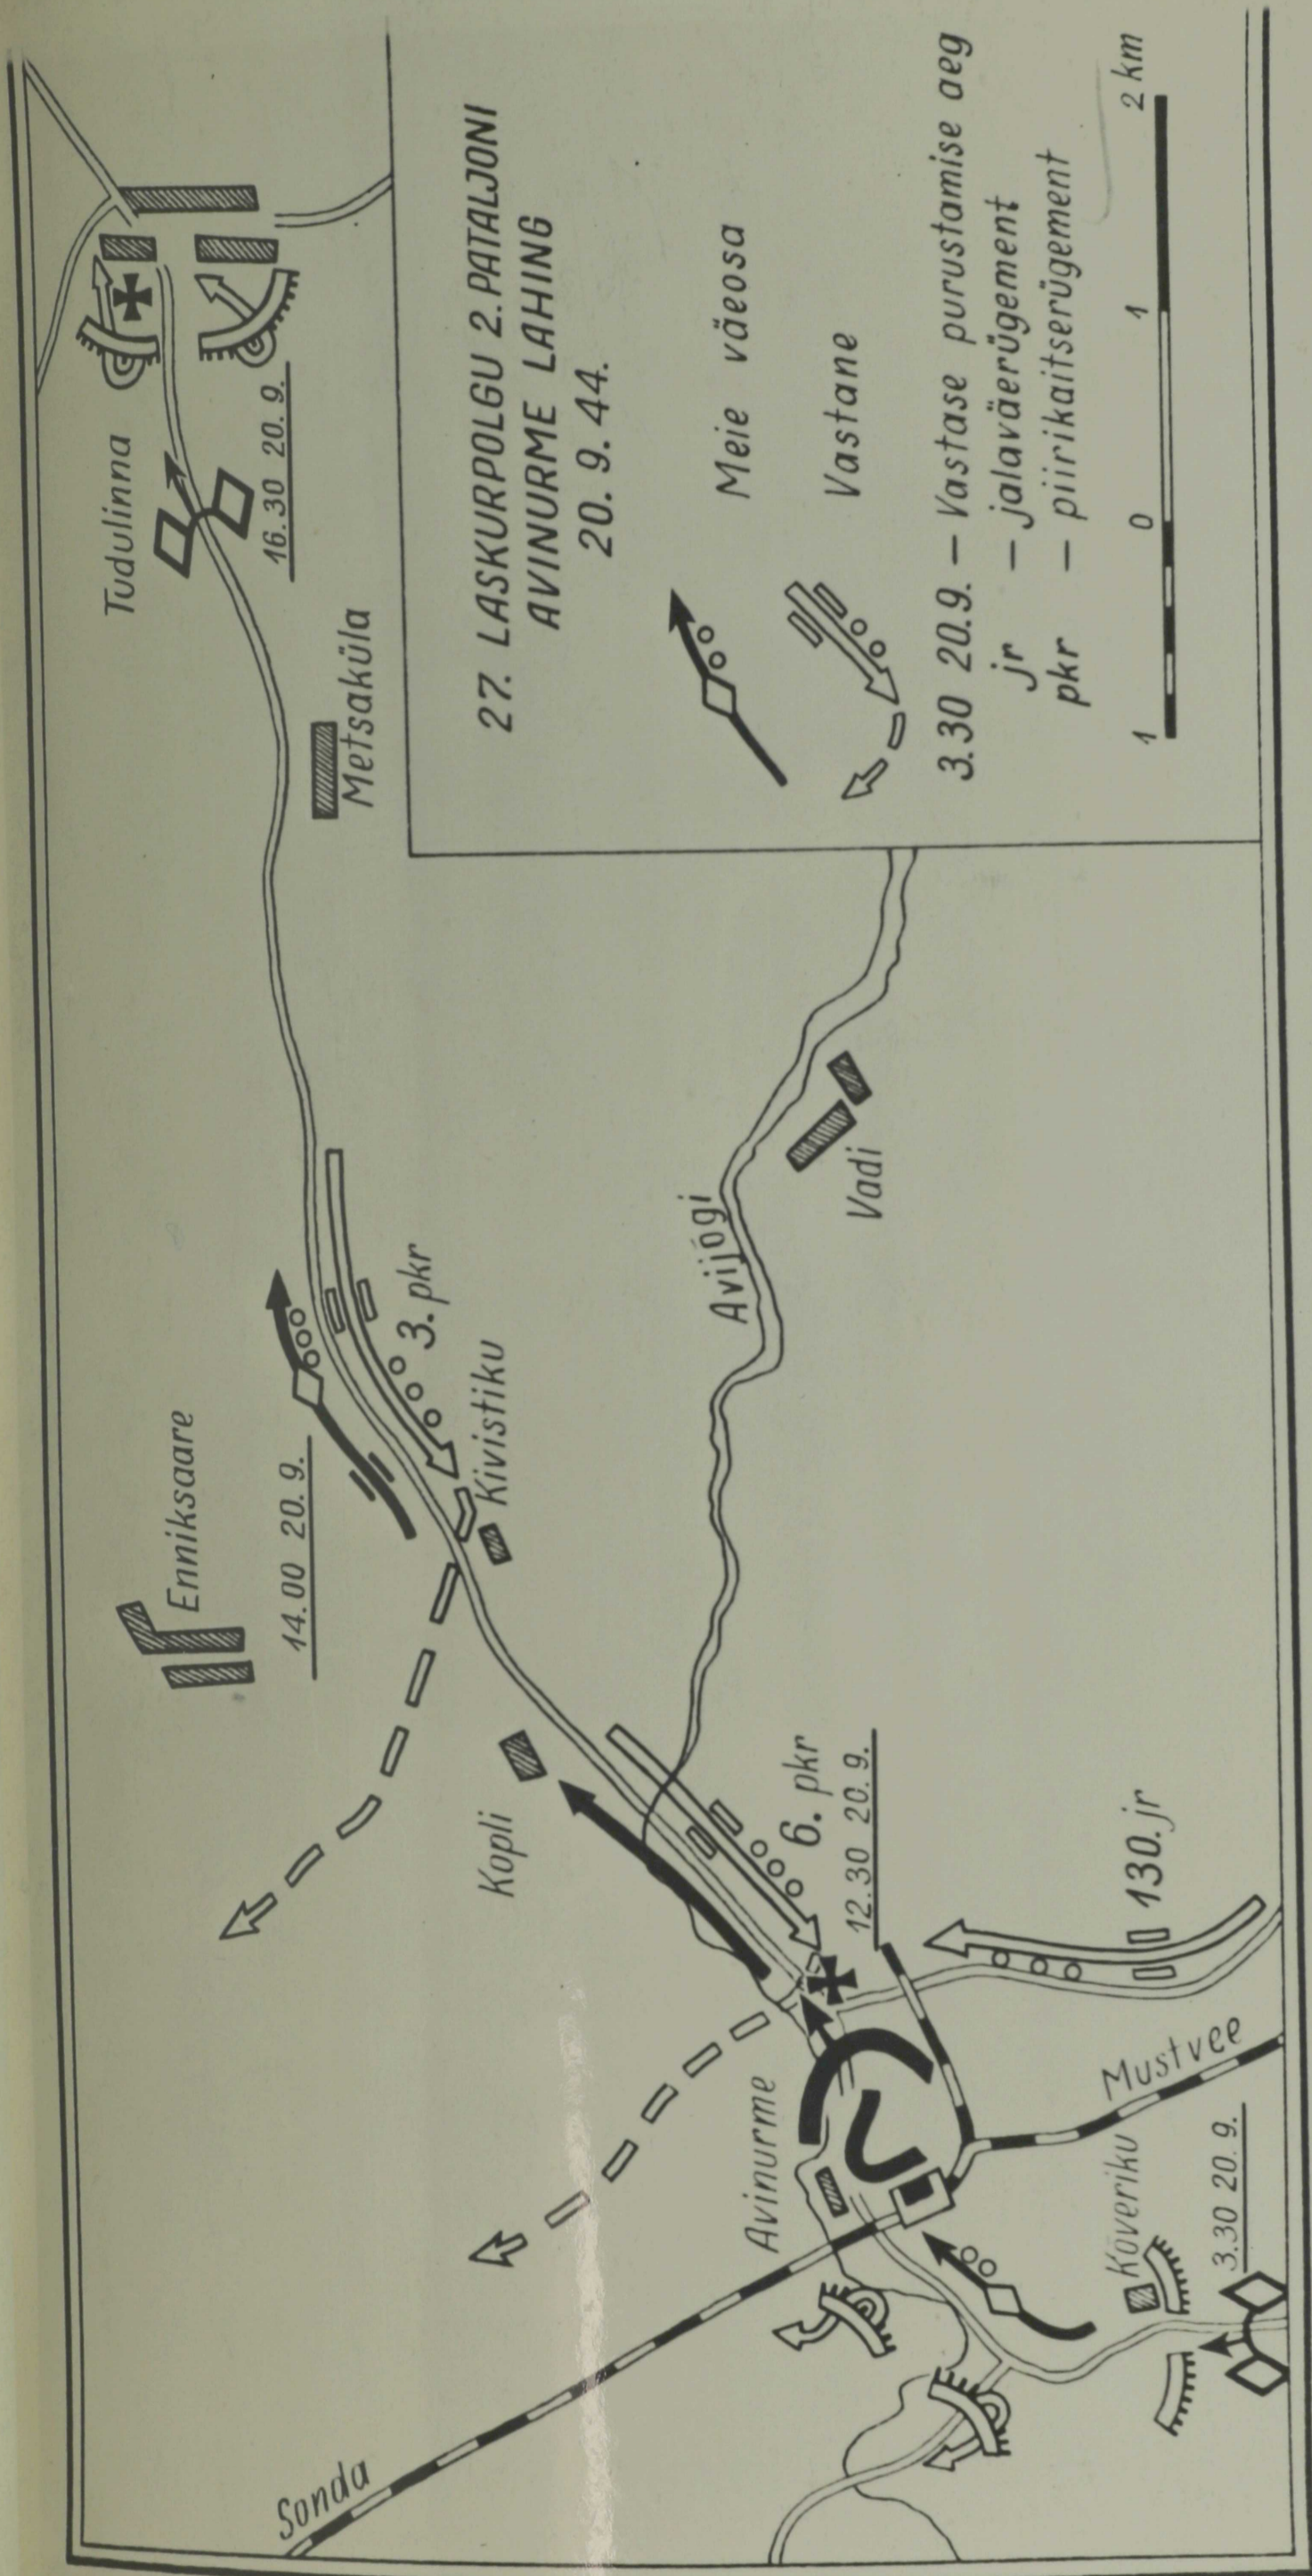 27. LASKURPOLGU 2. PATALJONI
AVINURME LAHING
20. 9. 44.
Meie väeosa
Vastane
3.30 20.9. – Vastase purustamise aeg
jr – jalaväerügement
pkr – piirikaitserügement
1 0 1 2 km
Tudulinna
16.30 20.9.
Metsaküla
Enniksaare
14.00 20.9.
3. pkr
Kivistiku
Avijõgi
Vadi
Kopli
6. pkr
12.30 20.9.
130. jr
Avinurme
Mustvee
Kõveriku
3.30 20.9.
Sonda